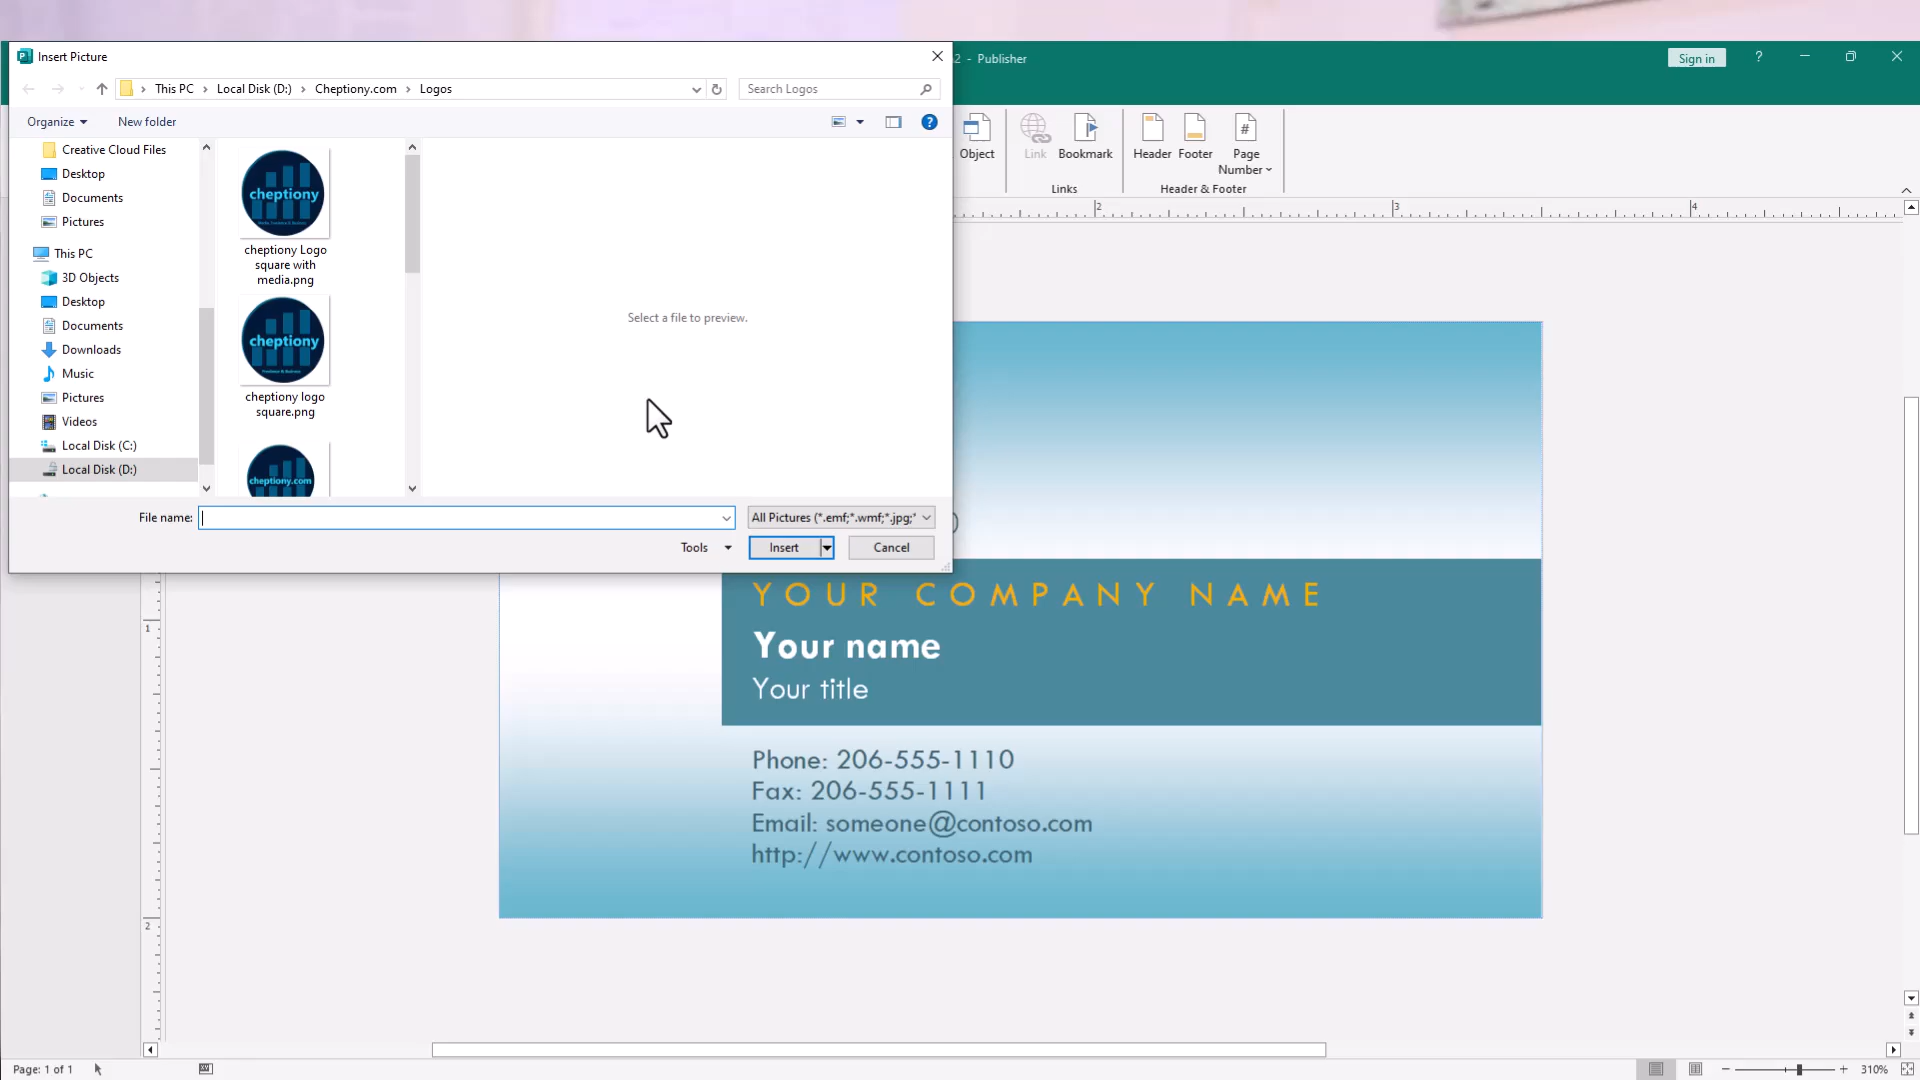 Insert Picture
2 - Publisher
Sign in
?
This PC > Local Disk (D:) > Cheptiony.com > Logos
Search Logos
Organize
New folder
?
Creative Cloud Files
Desktop
Documents
Pictures
This PC
3D Objects
Desktop
Documents
Downloads
Music
Pictures
Videos
Local Disk (C:)
Local Disk (D:)
cheptiony
cheptiony Logo
square with
media.png
cheptiony
cheptiony logo
square.png
cheptiony.com
Select a file to preview.
File name:
All Pictures (*.emf;*.wmf;*.jpg;*
Tools
Insert
Cancel
Object
Link
Bookmark
Header
Footer
#
Page
Number
Links
Header & Footer
2
3
4
1
2
YOUR COMPANY NAME
Your name
Your title
Phone: 206-555-1110
Fax: 206-555-1111
Email: someone@contoso.com
http://www.contoso.com
Page: 1 of 1
310%